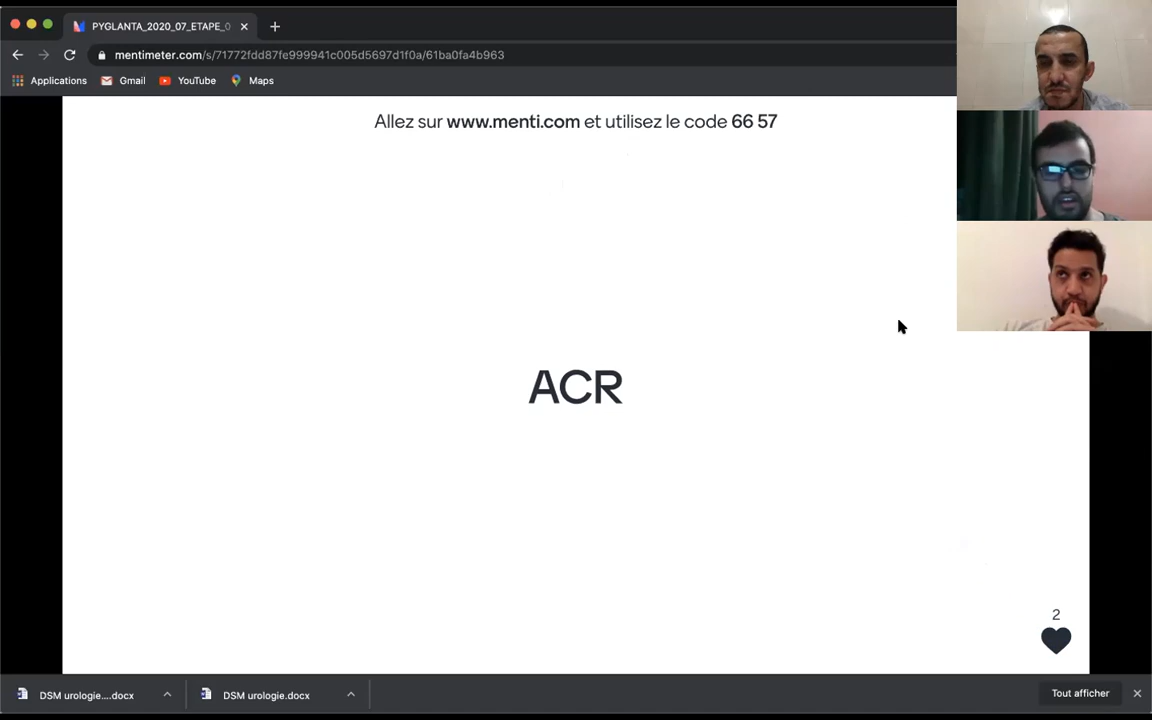 PYGLANTA_2020_07_ETAPE_0
mentimeter.com/s/71772fdd87fe999941c005d5697d1f0a/61ba0fa4b963
Applications Gmail YouTube Maps
Allez sur www.menti.com et utilisez le code 66 57
ACR
2
DSM urologie....docx DSM urologie.docx Tout afficher